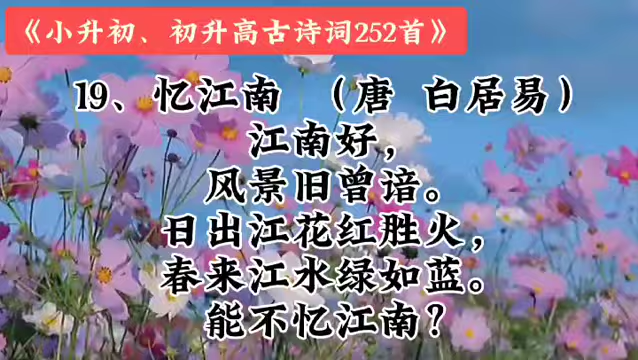 《小升初、初升高古诗词252首》
19、忆江南 （唐 白居易）
江南好，
风景旧曾谙。
日出江花红胜火，
春来江水绿如蓝。
能不忆江南？